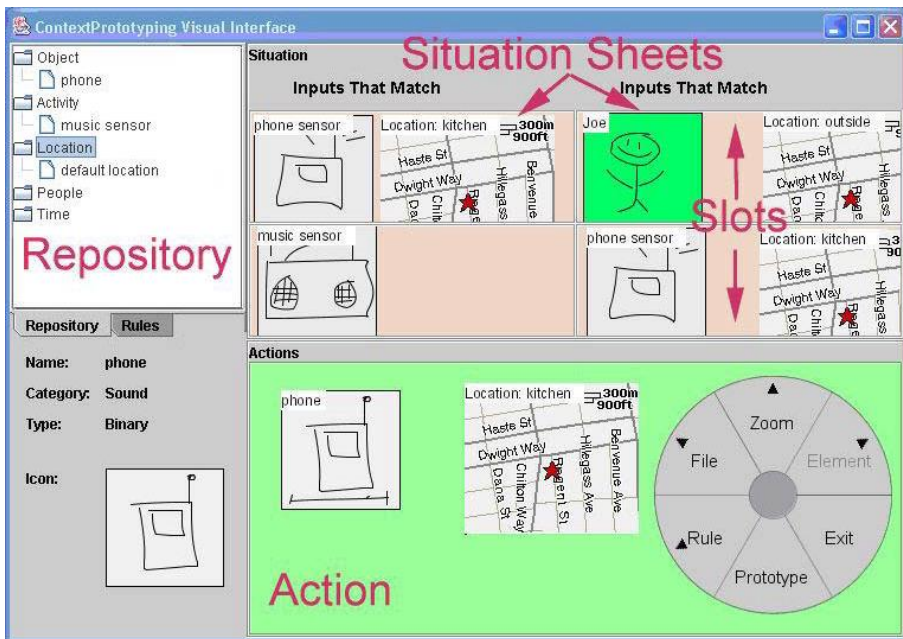 ContextPrototyping Visual Interface
Object
phone
Activity
music sensor
Location
default location
People
Time
Repository
Repository Rules
Name: phone
Category: Sound
Type: Binary
Icon:
Situation
Situation Sheets
Inputs That Match
Inputs That Match
phone sensor
Location: kitchen
300m
900ft
Haste St
Dwight Way
Hillegass
Benvenue
Joe
Location: outside
Haste St
Dwight Way
Slots
music sensor
phone sensor
Location: kitchen
Haste St
Dwight Way
Actions
phone
Location: kitchen
300m
900ft
Haste St
Dwight Way
Dana St
Chilton Way
Regent St
Hillegass Ave
Benvenue Ave
Zoom
File
Element
Rule
Exit
Prototype
Action